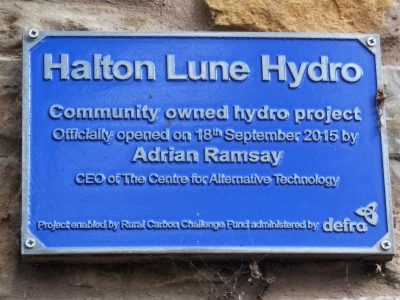 Halton Lune Hydro
Community owned hydro project
Officially opened on 18th September 2015 by
Adrian Ramsay
CEO of The Centre for Alternative Technology
Project enabled by Rural Carbon Challenge Fund administered by defra